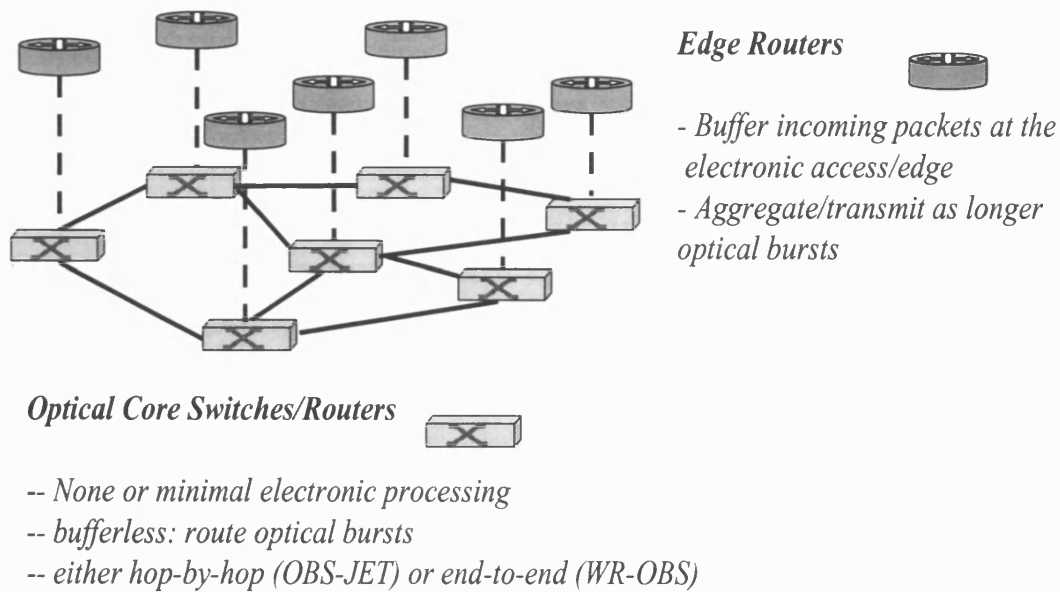 Edge Routers
- Buffer incoming packets at the
electronic access/edge
- Aggregate/transmit as longer
optical bursts
Optical Core Switches/Routers
-- None or minimal electronic processing
-- bufferless: route optical bursts
-- either hop-by-hop (OBS-JET) or end-to-end (WR-OBS)